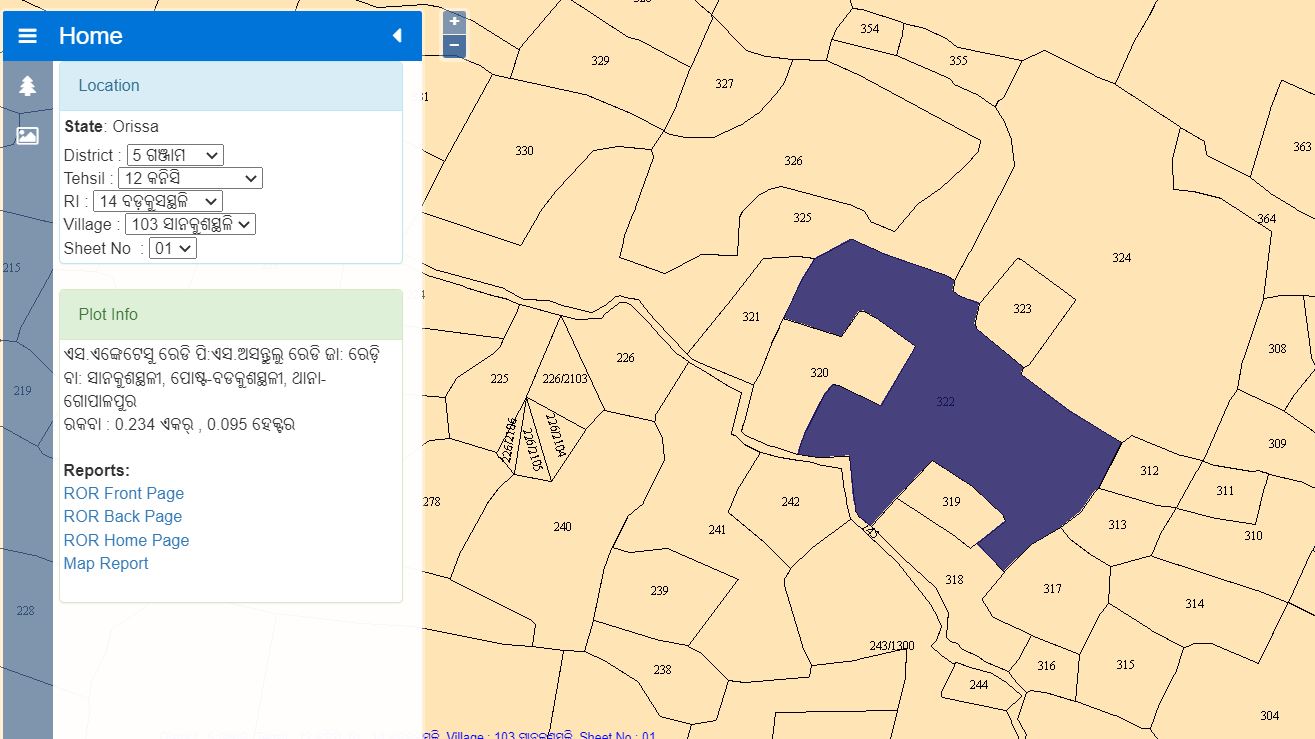 Home
Location
State: Orissa
District : 5 ଗଞ୍ଜାମ
Tehsil : 12 କନିସି
RI : 14 ବଡ଼କୁସସ୍ଥଳି
Village : 103 ସାନକୁଶସ୍ଥଳି
Sheet No : 01
Plot Info
ଏସ.ଏଙ୍କେଟେସୁ ରେଡି ପି:ଏସ.ଅସନ୍ତୁଲୁ ରେଡି ଜା: ରେଡ଼ି
ବା: ସାନକୁଶସ୍ଥଳୀ, ପୋଷ୍ଟ-ବଡକୁଶସ୍ଥଳୀ, ଥାନା-
ଗୋପାଳପୁର
ରକବା : 0.234 ଏକର୍ , 0.095 ହେକ୍ଟର
Reports:
ROR Front Page
ROR Back Page
ROR Home Page
Map Report
+
−
354
355
329
327
330
326
363
325
364
324
323
321
308
226
320
225
226/2103
322
226/2106
226/2105
226/2104
309
312
311
278
242
319
313
310
240
241
318
239
317
314
243/1300
238
316
315
244
304
215
219
228
Village : 103 ସାନକୁଶସ୍ଥଳି, Sheet No : 01